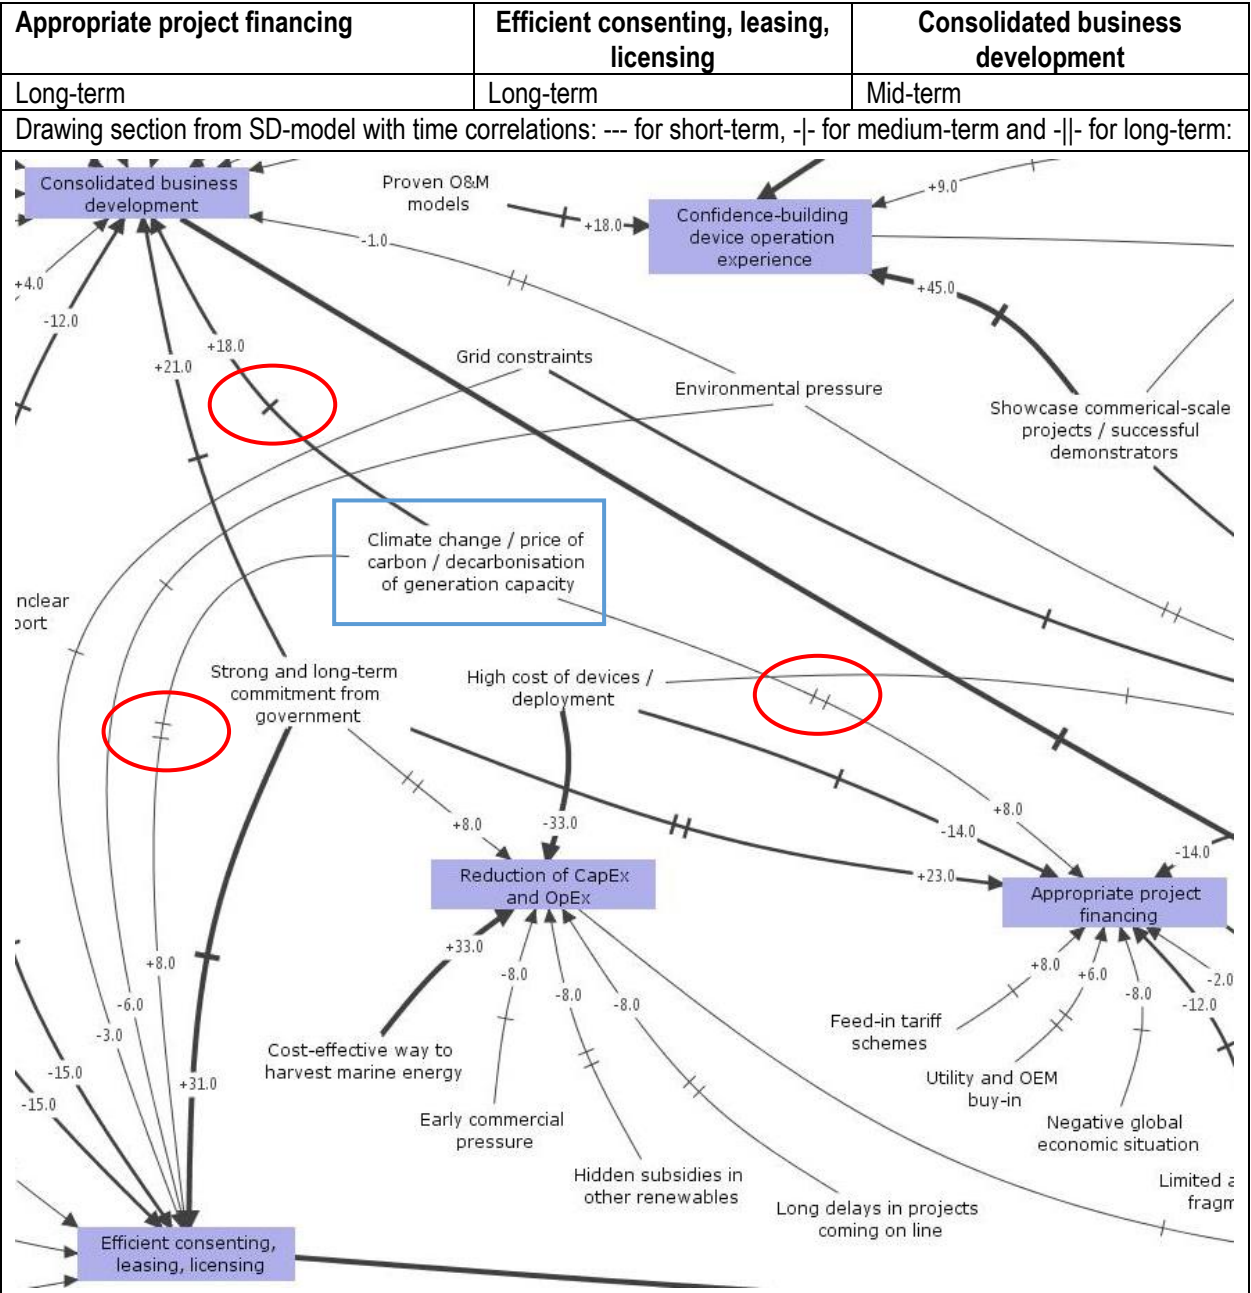 Appropriate project financing
Efficient consenting, leasing,
licensing
Consolidated business
development
Long-term
Long-term
Mid-term
Drawing section from SD-model with time correlations: --- for short-term, -|- for medium-term and -||- for long-term:
Consolidated business
development
Proven O&M
models
+18.0
Confidence-building
device operation
experience
+9.0
-1.0
+45.0
+4.0
-12.0
+18.0
+21.0
Grid constraints
Environmental pressure
Showcase commerical-scale
projects / successful
demonstrators
Climate change / price of
carbon / decarbonisation
of generation capacity
nclear
port
Strong and long-term
commitment from
government
High cost of devices /
deployment
+8.0
-33.0
+8.0
-14.0
-14.0
+23.0
Reduction of CapEx
and OpEx
Appropriate project
financing
+33.0
-8.0
-8.0
-8.0
+8.0
+6.0
-8.0
-2.0
-12.0
+8.0
-6.0
-3.0
-15.0
-15.0
+31.0
Cost-effective way to
harvest marine energy
Early commercial
pressure
Hidden subsidies in
other renewables
Long delays in projects
coming on line
Feed-in tariff
schemes
Utility and OEM
buy-in
Negative global
economic situation
Limited a
fragm
Efficient consenting,
leasing, licensing